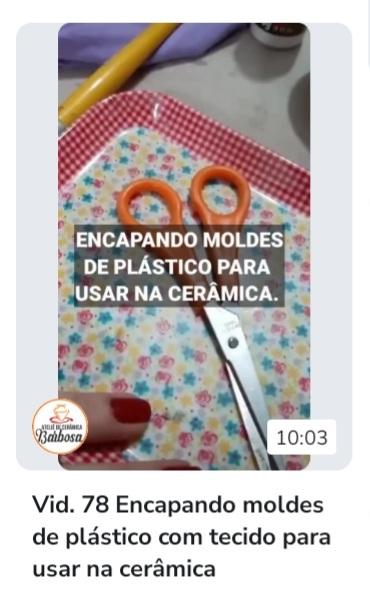 ENCAPANDO MOLDES
DE PLÁSTICO PARA
USAR NA CERÂMICA.
ATELIÊ DE CERÂMICA
Barbosa
10:03
Vid. 78 Encapando moldes
de plástico com tecido para
usar na cerâmica